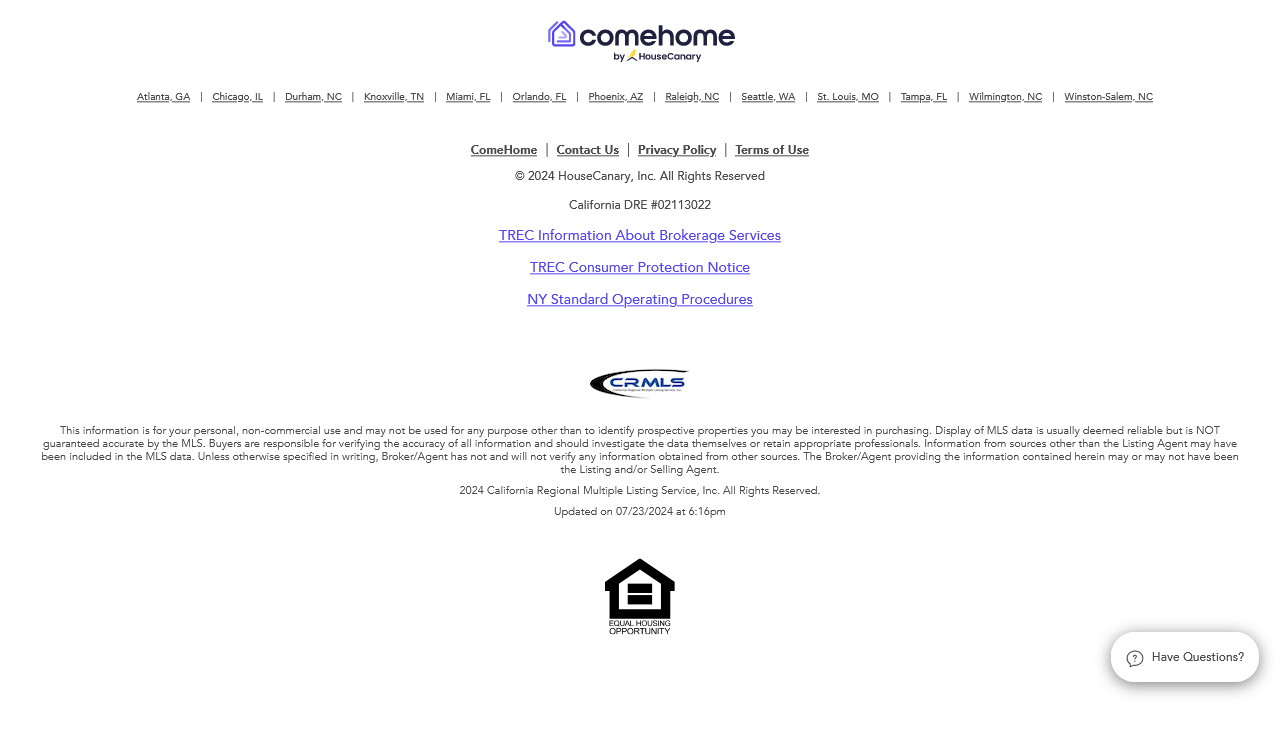 comehome
by HouseCanary
Atlanta, GA | Chicago, IL | Durham, NC | Knoxville, TN | Miami, FL | Orlando, FL | Phoenix, AZ | Raleigh, NC | Seattle, WA | St. Louis, MO | Tampa, FL | Wilmington, NC | Winston-Salem, NC
ComeHome | Contact Us | Privacy Policy | Terms of Use
© 2024 HouseCanary, Inc. All Rights Reserved
California DRE #02113022
TREC Information About Brokerage Services
TREC Consumer Protection Notice
NY Standard Operating Procedures
CRMLS
California Regional Multiple Listing Service, Inc.
This information is for your personal, non-commercial use and may not be used for any purpose other than to identify prospective properties you may be interested in purchasing. Display of MLS data is usually deemed reliable but is NOT
guaranteed accurate by the MLS. Buyers are responsible for verifying the accuracy of all information and should investigate the data themselves or retain appropriate professionals. Information from sources other than the Listing Agent may have
been included in the MLS data. Unless otherwise specified in writing, Broker/Agent has not and will not verify any information obtained from other sources. The Broker/Agent providing the information contained herein may or may not have been
the Listing and/or Selling Agent.
2024 California Regional Multiple Listing Service, Inc. All Rights Reserved.
Updated on 07/23/2024 at 6:16pm
EQUAL HOUSING
OPPORTUNITY
Have Questions?